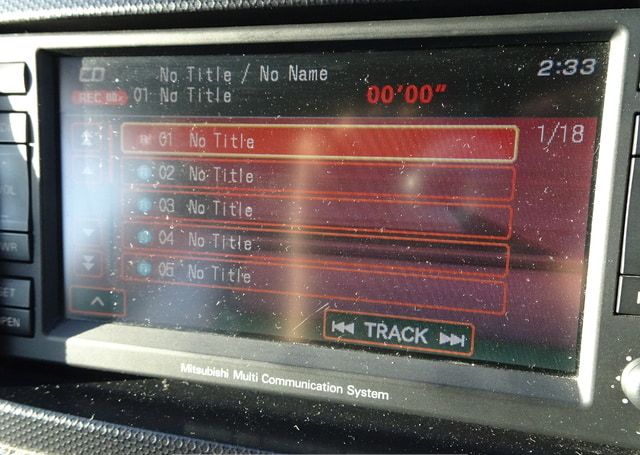 CD No Title / No Name 2:33
REC 01 No Title 00'00"
01 No Title 1/18
02 No Title
03 No Title
04 No Title
05 No Title
TRACK
Mitsubishi Multi Communication System